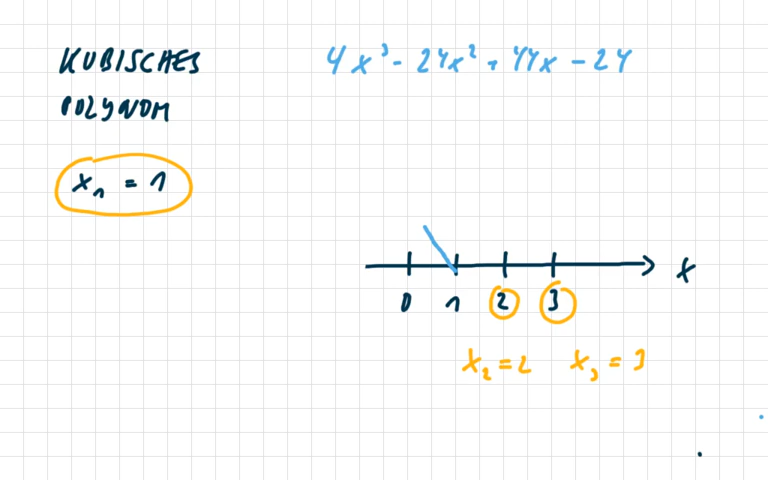 KUBISCHES
POLYNOM
4x³ - 24x² + 44x - 24
x₁ = 1
0 1 2 3
x
x₂ = 2 x₃ = 3